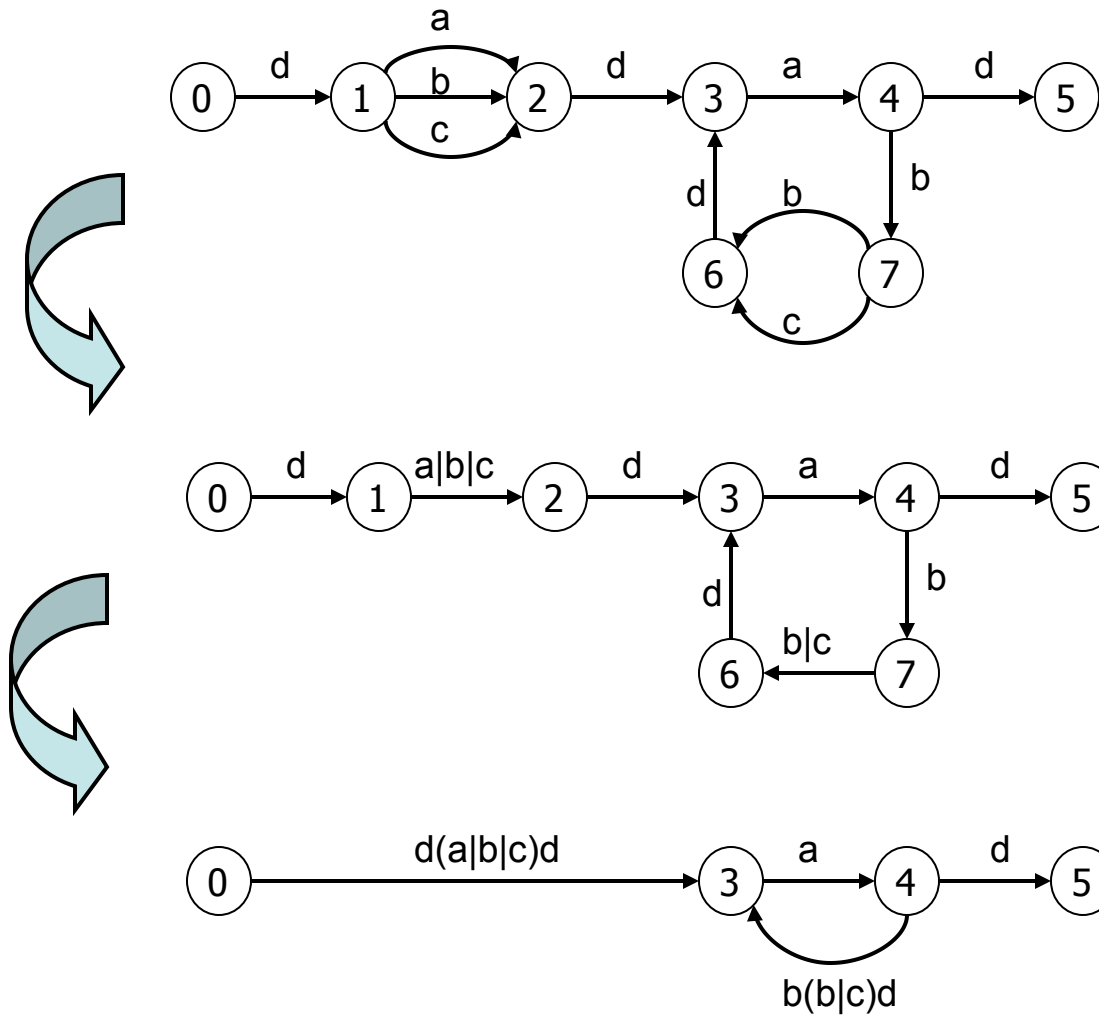 a
d b d a d
0 1 2 3 4 5
c
b
d b
6 7
c
d a|b|c d a d
0 1 2 3 4 5
b
d
b|c
6 7
d(a|b|c)d a d
0 3 4 5
b(b|c)d